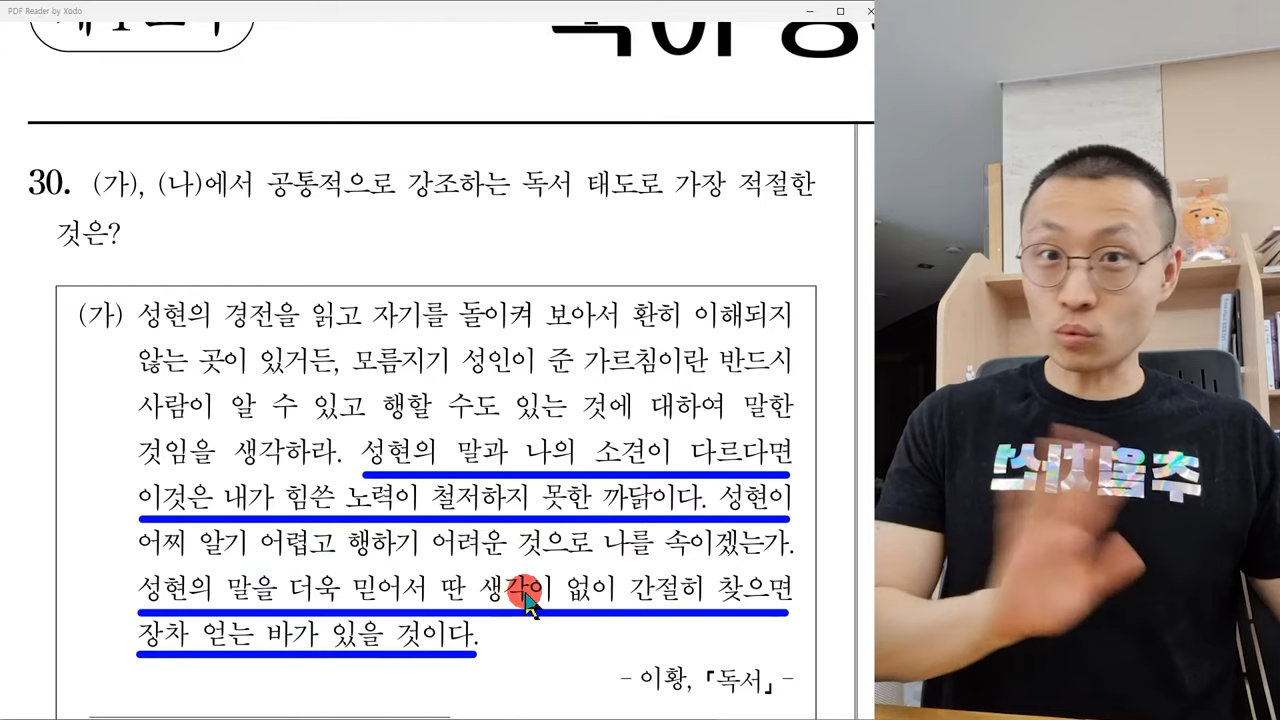 PDF Reader by Xodo
30. (가), (나)에서 공통적으로 강조하는 독서 태도로 가장 적절한
것은?
(가) 성현의 경전을 읽고 자기를 돌이켜 보아서 환히 이해되지
않는 곳이 있거든, 모름지기 성인이 준 가르침이란 반드시
사람이 알 수 있고 행할 수도 있는 것에 대하여 말한
것임을 생각하라. 성현의 말과 나의 소견이 다르다면
이것은 내가 힘쓴 노력이 철저하지 못한 까닭이다. 성현이
어찌 알기 어렵고 행하기 어려운 것으로 나를 속이겠는가.
성현의 말을 더욱 믿어서 딴 생각이 없이 간절히 찾으면
장차 얻는 바가 있을 것이다.
- 이황, 『독서』 -